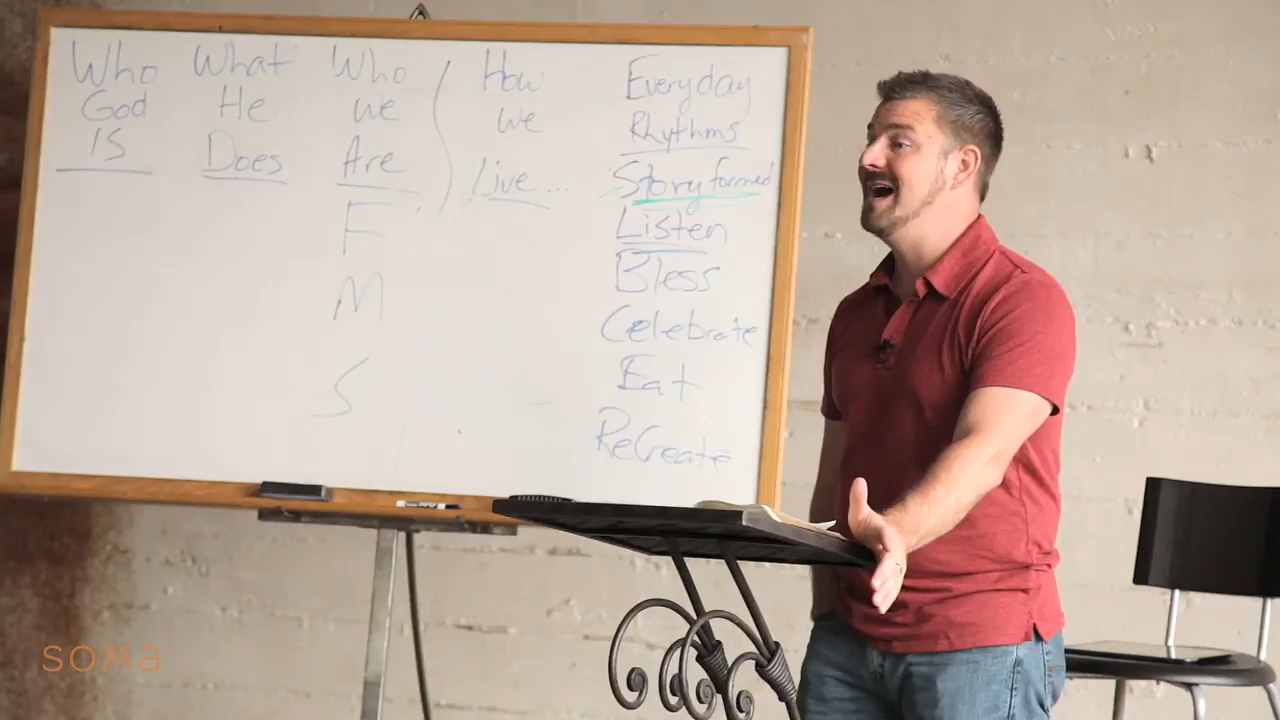 Who
God
IS
What
He
Does
Who
we
Are
F
M
S
How
we
Live...
Everyday
Rhythms
Story formed
Listen
Bless
Celebrate
Eat
ReCreate
soma